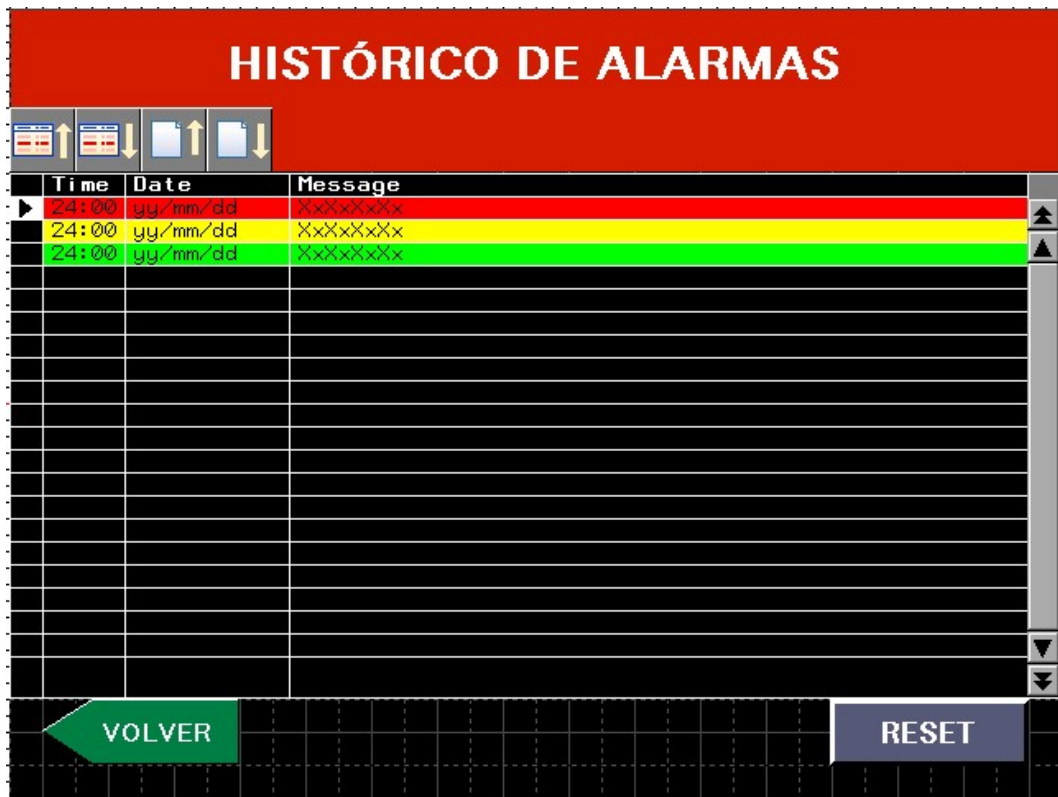 HISTÓRICO DE ALARMAS
Time Date Message
24:00 yy/mm/dd XxXxXxXx
24:00 yy/mm/dd XxXxXxXx
24:00 yy/mm/dd XxXxXxXx
VOLVER RESET